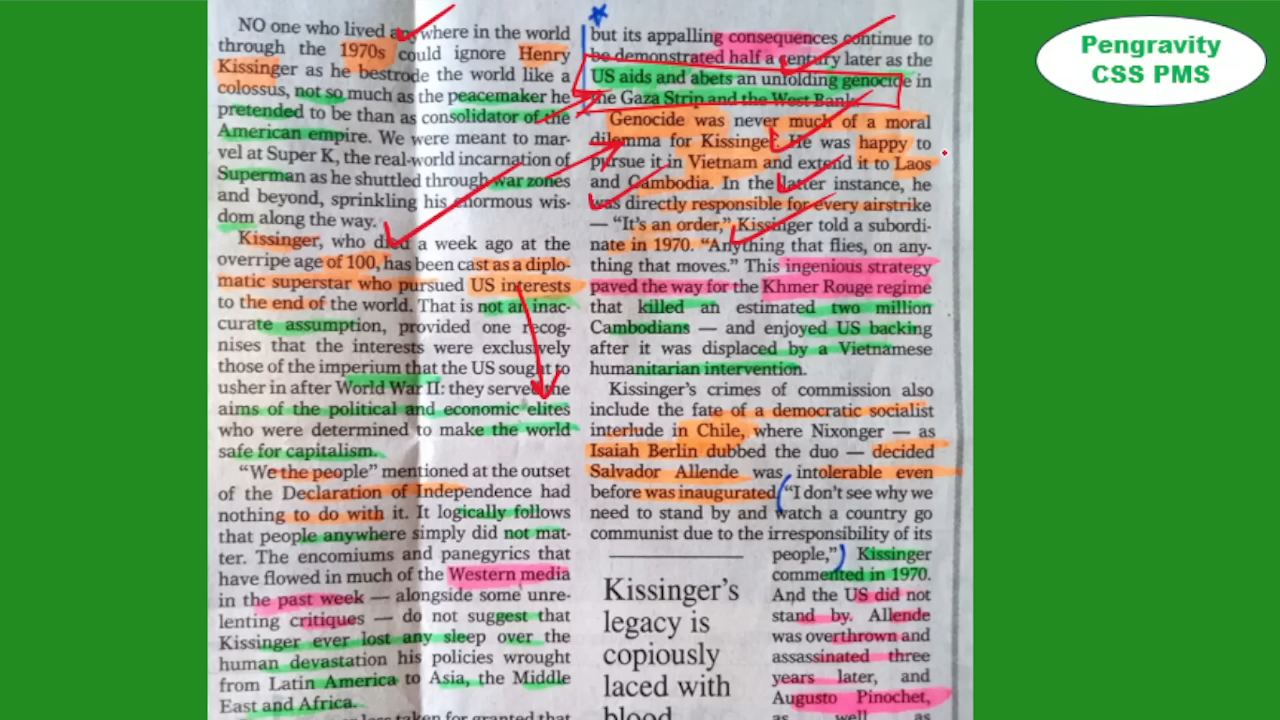 NO one who lived anywhere in the world
through the 1970s could ignore Henry
Kissinger as he bestrode the world like a
colossus, not so much as the peacemaker he
pretended to be than as consolidator of the
American empire. We were meant to mar-
vel at Super K, the real-world incarnation of
Superman as he shuttled through war zones
and beyond, sprinkling his enormous wis-
dom along the way.
Kissinger, who died a week ago at the
overripe age of 100, has been cast as a diplo-
matic superstar who pursued US interests
to the end of the world. That is not an inac-
curate assumption, provided one recog-
nises that the interests were exclusively
those of the imperium that the US sought to
usher in after World War II: they served the
aims of the political and economic elites
who were determined to make the world
safe for capitalism.
“We the people” mentioned at the outset
of the Declaration of Independence had
nothing to do with it. It logically follows
that people anywhere simply did not mat-
ter. The encomiums and panegyrics that
have flowed in much of the Western media
in the past week — alongside some unre-
lenting critiques — do not suggest that
Kissinger ever lost any sleep over the
human devastation his policies wrought
from Latin America to Asia, the Middle
East and Africa.
taken for granted that
but its appalling consequences continue to
be demonstrated half a century later as the
US aids and abets an unfolding genocide in
the Gaza Strip and the West Bank.
Genocide was never much of a moral
dilemma for Kissinger. He was happy to
pursue it in Vietnam and extend it to Laos
and Cambodia. In the latter instance, he
was directly responsible for every airstrike
— “It’s an order,” Kissinger told a subordi-
nate in 1970. “Anything that flies, on any-
thing that moves.” This ingenious strategy
paved the way for the Khmer Rouge regime
that killed an estimated two million
Cambodians — and enjoyed US backing
after it was displaced by a Vietnamese
humanitarian intervention.
Kissinger’s crimes of commission also
include the fate of a democratic socialist
interlude in Chile, where Nixonger — as
Isaiah Berlin dubbed the duo — decided
Salvador Allende was intolerable even
before was inaugurated (“I don’t see why we
need to stand by and watch a country go
communist due to the irresponsibility of its
people,”) Kissinger
commented in 1970.
And the US did not
stand by. Allende
was overthrown and
assassinated three
years later, and
Augusto Pinochet,
as well as
Kissinger’s
legacy is
copiously
laced with
blood
Pengravity
CSS PMS